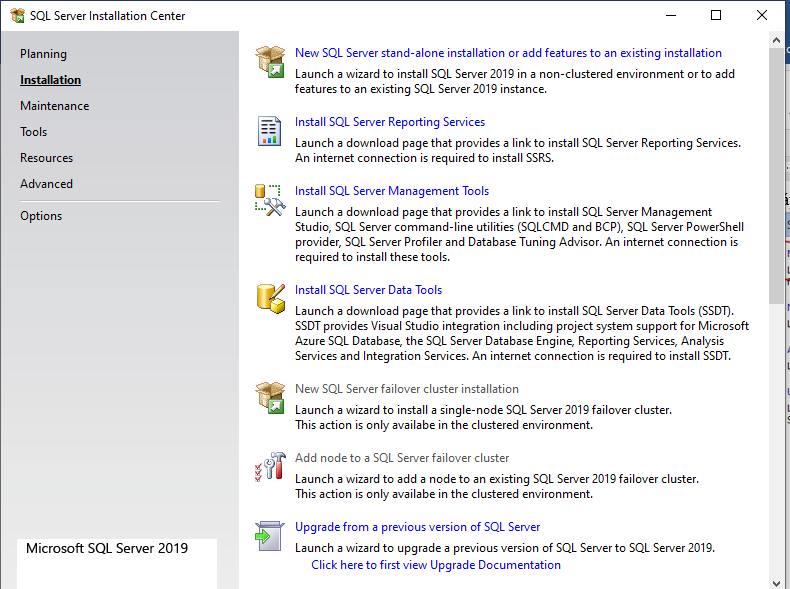 SQL Server Installation Center
Planning
Installation
Maintenance
Tools
Resources
Advanced
Options
Microsoft SQL Server 2019
New SQL Server stand-alone installation or add features to an existing installation
Launch a wizard to install SQL Server 2019 in a non-clustered environment or to add
features to an existing SQL Server 2019 instance.
Install SQL Server Reporting Services
Launch a download page that provides a link to install SQL Server Reporting Services.
An internet connection is required to install SSRS.
Install SQL Server Management Tools
Launch a download page that provides a link to install SQL Server Management
Studio, SQL Server command-line utilities (SQLCMD and BCP), SQL Server PowerShell
provider, SQL Server Profiler and Database Tuning Advisor. An internet connection is
required to install these tools.
Install SQL Server Data Tools
Launch a download page that provides a link to install SQL Server Data Tools (SSDT).
SSDT provides Visual Studio integration including project system support for Microsoft
Azure SQL Database, the SQL Server Database Engine, Reporting Services, Analysis
Services and Integration Services. An internet connection is required to install SSDT.
New SQL Server failover cluster installation
Launch a wizard to install a single-node SQL Server 2019 failover cluster.
This action is only availabe in the clustered environment.
Add node to a SQL Server failover cluster
Launch a wizard to add a node to an existing SQL Server 2019 failover cluster.
This action is only availabe in the clustered environment.
Upgrade from a previous version of SQL Server
Launch a wizard to upgrade a previous version of SQL Server to SQL Server 2019.
Click here to first view Upgrade Documentation